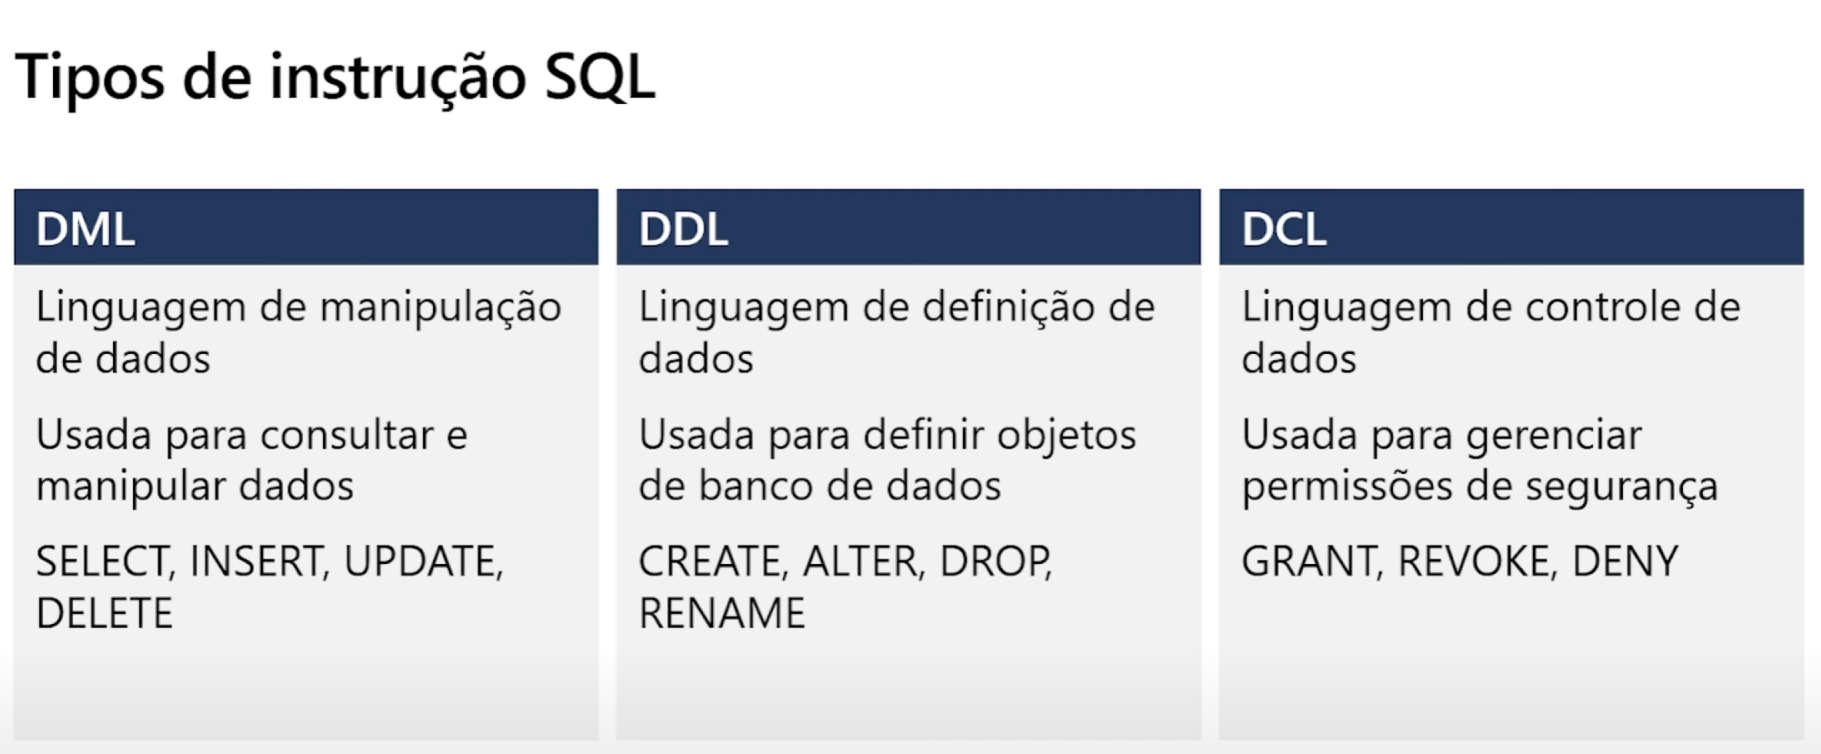 Tipos de instrução SQL
DML
Linguagem de manipulação
de dados
Usada para consultar e
manipular dados
SELECT, INSERT, UPDATE,
DELETE
DDL
Linguagem de definição de
dados
Usada para definir objetos
de banco de dados
CREATE, ALTER, DROP,
RENAME
DCL
Linguagem de controle de
dados
Usada para gerenciar
permissões de segurança
GRANT, REVOKE, DENY